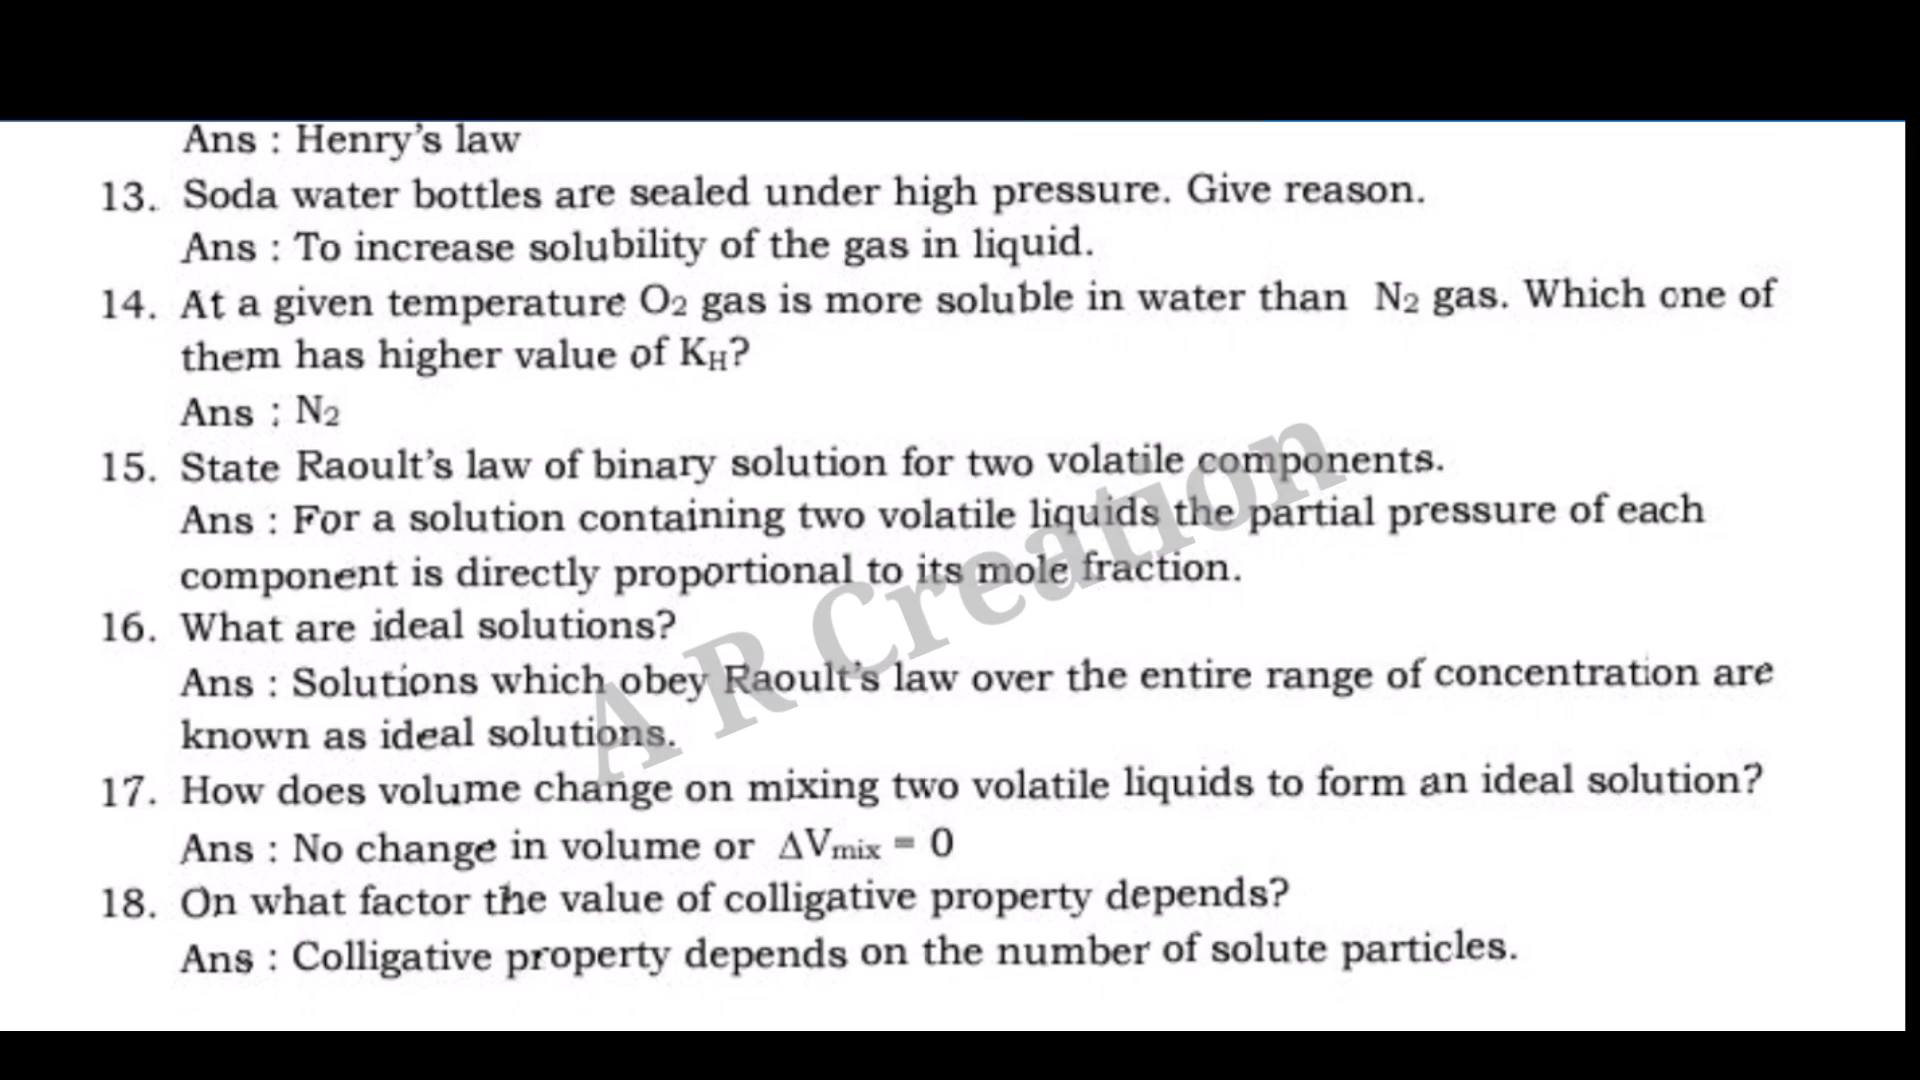 Ans : Henry's law
13. Soda water bottles are sealed under high pressure. Give reason.
Ans : To increase solubility of the gas in liquid.
14. At a given temperature O₂ gas is more soluble in water than N₂ gas. Which one of
them has higher value of K_H?
Ans : N₂
15. State Raoult's law of binary solution for two volatile components.
Ans : For a solution containing two volatile liquids the partial pressure of each
component is directly proportional to its mole fraction.
16. What are ideal solutions?
Ans : Solutions which obey Raoult's law over the entire range of concentration are
known as ideal solutions.
17. How does volume change on mixing two volatile liquids to form an ideal solution?
Ans : No change in volume or ΔVmix = 0
18. On what factor the value of colligative property depends?
Ans : Colligative property depends on the number of solute particles.
A R Creation